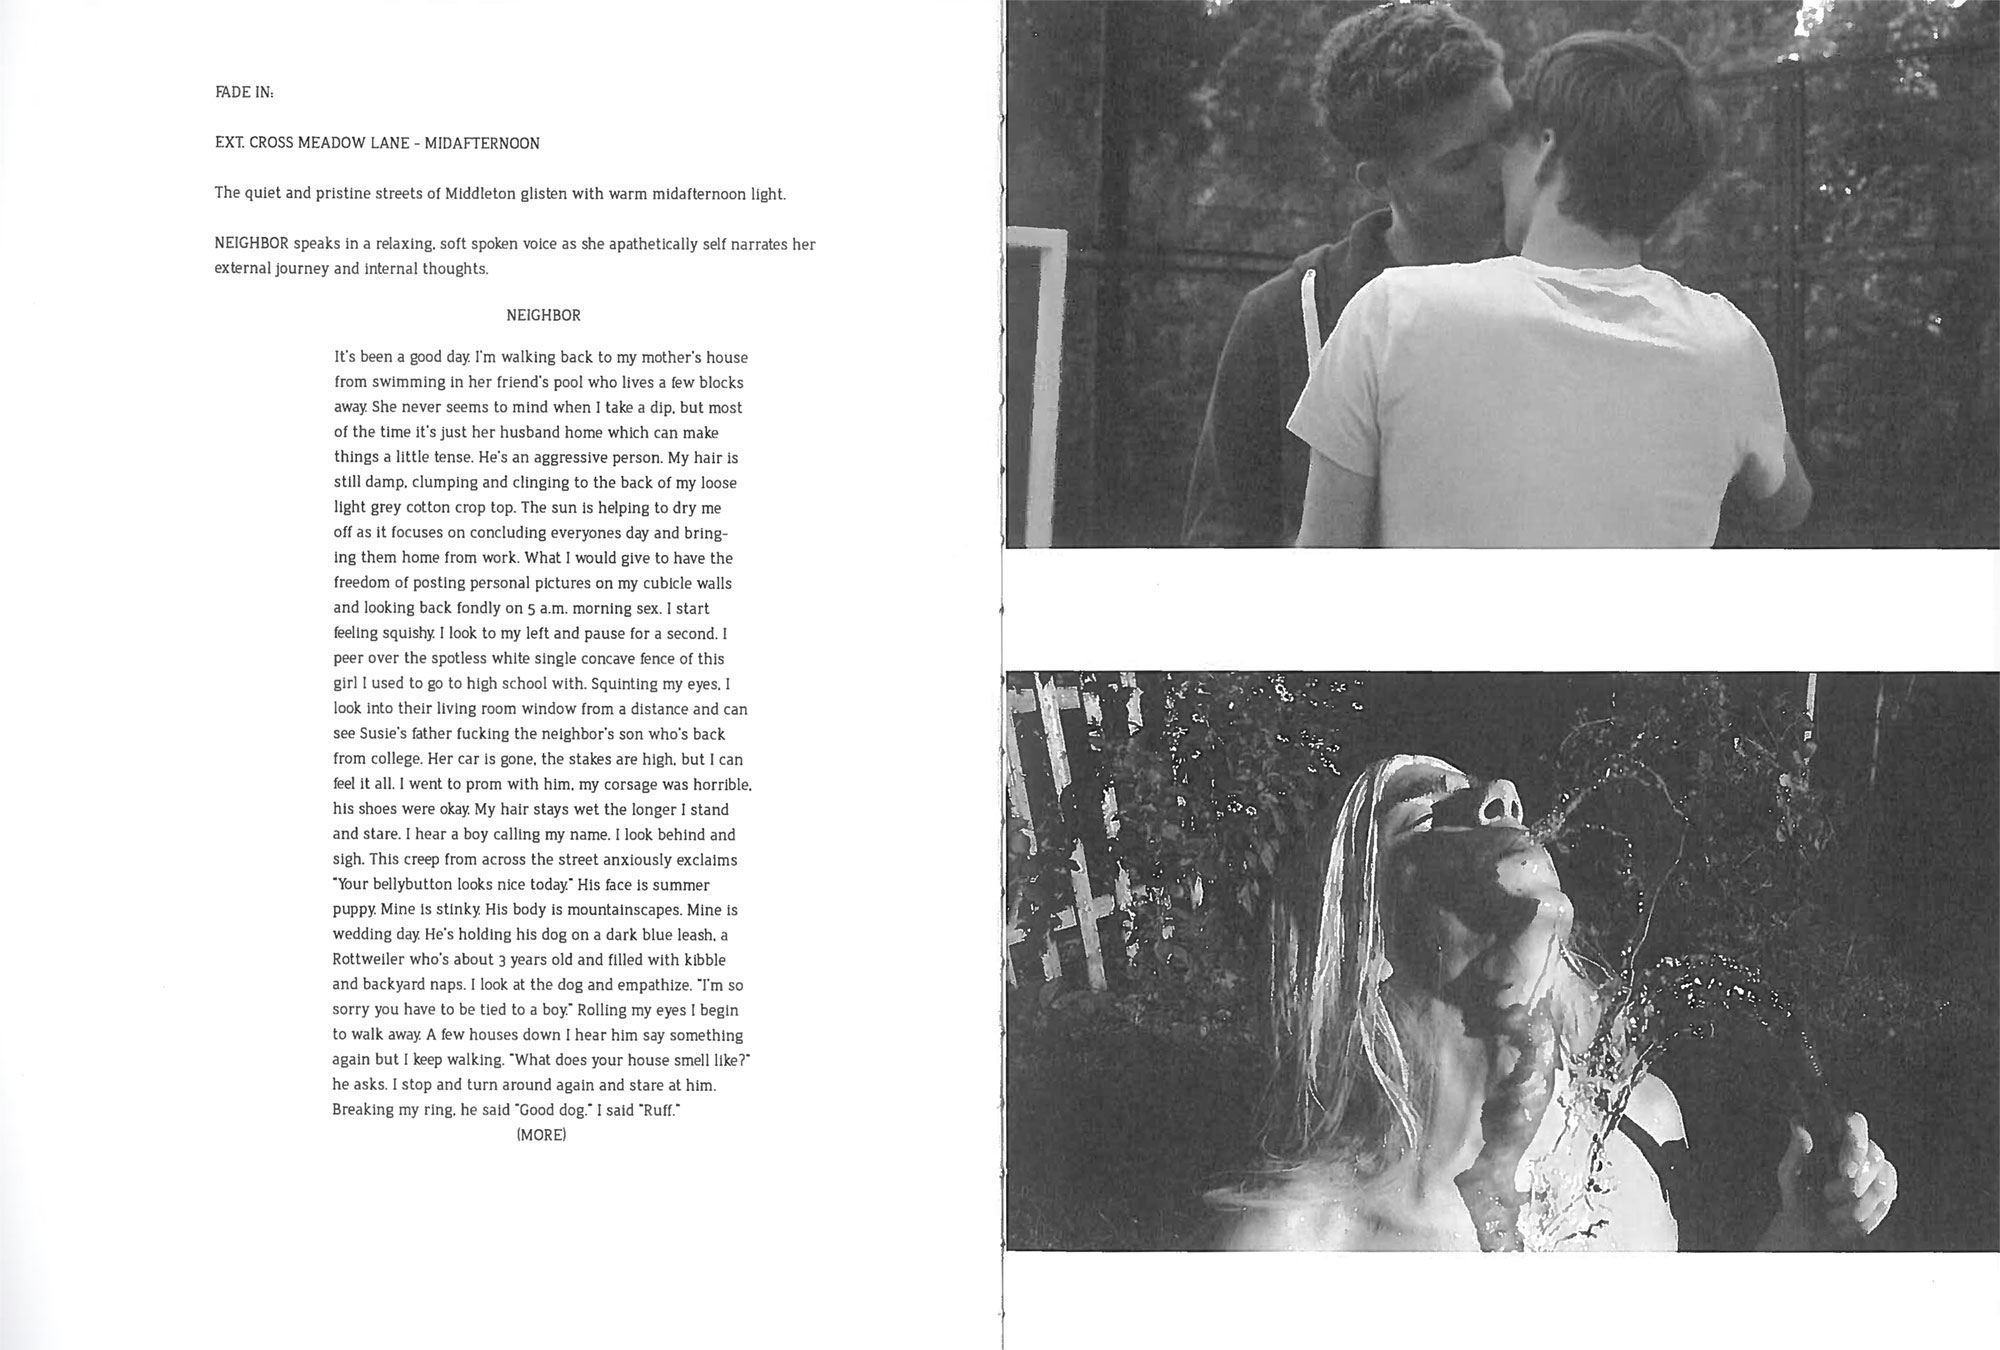 FADE IN:
EXT. CROSS MEADOW LANE - MIDAFTERNOON
The quiet and pristine streets of Middleton glisten with warm midafternoon light.
NEIGHBOR speaks in a relaxing, soft spoken voice as she apathetically self narrates her
external journey and internal thoughts.
NEIGHBOR
It's been a good day. I'm walking back to my mother's house
from swimming in her friend's pool who lives a few blocks
away. She never seems to mind when I take a dip, but most
of the time it's just her husband home which can make
things a little tense. He's an aggressive person. My hair is
still damp, clumping and clinging to the back of my loose
light grey cotton crop top. The sun is helping to dry me
off as it focuses on concluding everyones day and bring-
ing them home from work. What I would give to have the
freedom of posting personal pictures on my cubicle walls
and looking back fondly on 5 a.m. morning sex. I start
feeling squishy. I look to my left and pause for a second. I
peer over the spotless white single concave fence of this
girl I used to go to high school with. Squinting my eyes, I
look into their living room window from a distance and can
see Susie's father fucking the neighbor's son who's back
from college. Her car is gone, the stakes are high, but I can
feel it all. I went to prom with him, my corsage was horrible,
his shoes were okay. My hair stays wet the longer I stand
and stare. I hear a boy calling my name. I look behind and
sigh. This creep from across the street anxiously exclaims
"Your bellybutton looks nice today." His face is summer
puppy. Mine is stinky. His body is mountainscapes. Mine is
wedding day. He's holding his dog on a dark blue leash, a
Rottweiler who's about 3 years old and filled with kibble
and backyard naps. I look at the dog and empathize. "I'm so
sorry you have to be tied to a boy." Rolling my eyes I begin
to walk away. A few houses down I hear him say something
again but I keep walking. "What does your house smell like?"
he asks. I stop and turn around again and stare at him.
Breaking my ring, he said "Good dog." I said "Ruff."
(MORE)